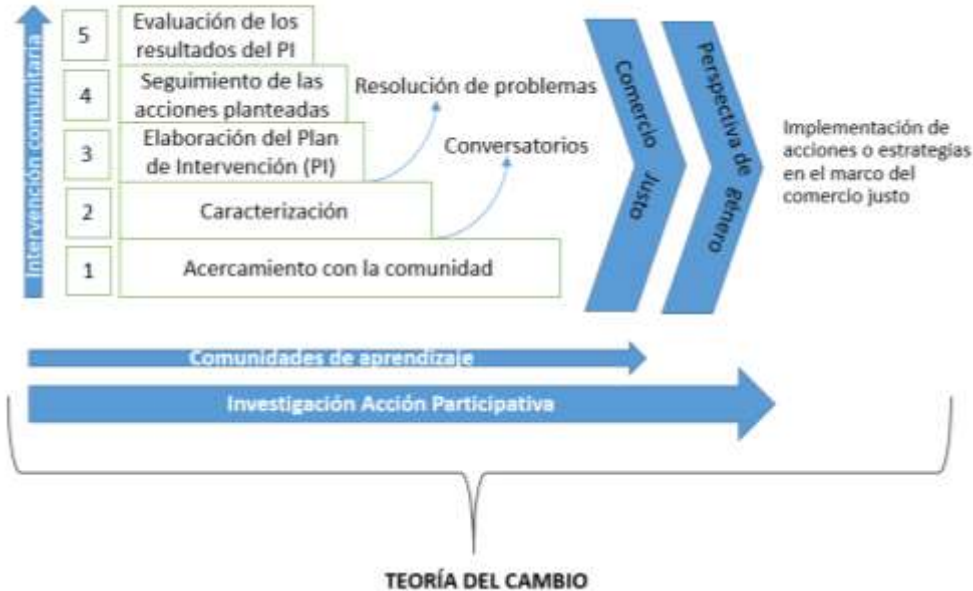 Intervención comunitaria
5
Evaluación de los
resultados del PI
4
Seguimiento de las
acciones planteadas
3
Elaboración del Plan
de Intervención (PI)
2
Caracterización
1
Acercamiento con la comunidad
Resolución de problemas
Conversatorios
Comercio Justo
Perspectiva de género
Implementación de
acciones o estrategias
en el marco del
comercio justo
Comunidades de aprendizaje
Investigación Acción Participativa
TEORÍA DEL CAMBIO